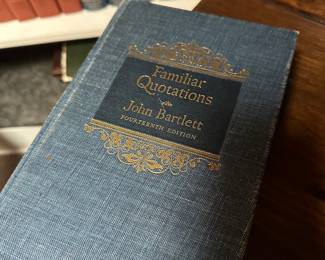 Familiar
Quotations
John Bartlett
FOURTEENTH EDITION